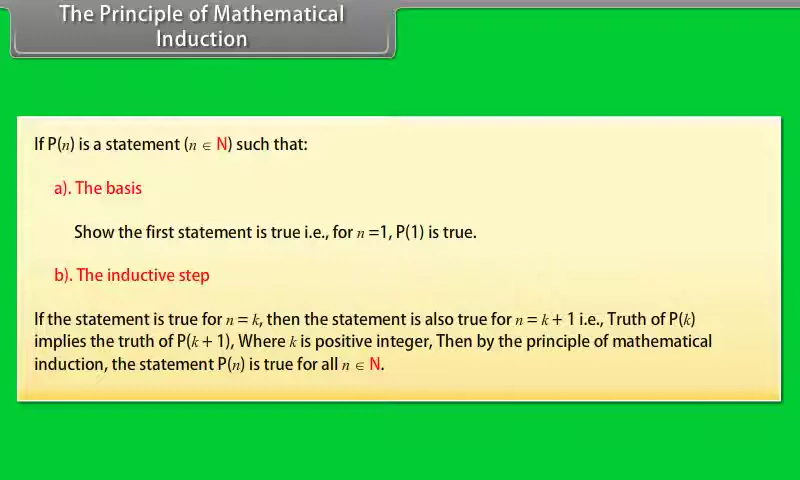 The Principle of Mathematical
Induction
If P(n) is a statement (n ∈ N) such that:
a). The basis
Show the first statement is true i.e., for n =1, P(1) is true.
b). The inductive step
If the statement is true for n = k, then the statement is also true for n = k + 1 i.e., Truth of P(k)
implies the truth of P(k + 1), Where k is positive integer, Then by the principle of mathematical
induction, the statement P(n) is true for all n ∈ N.